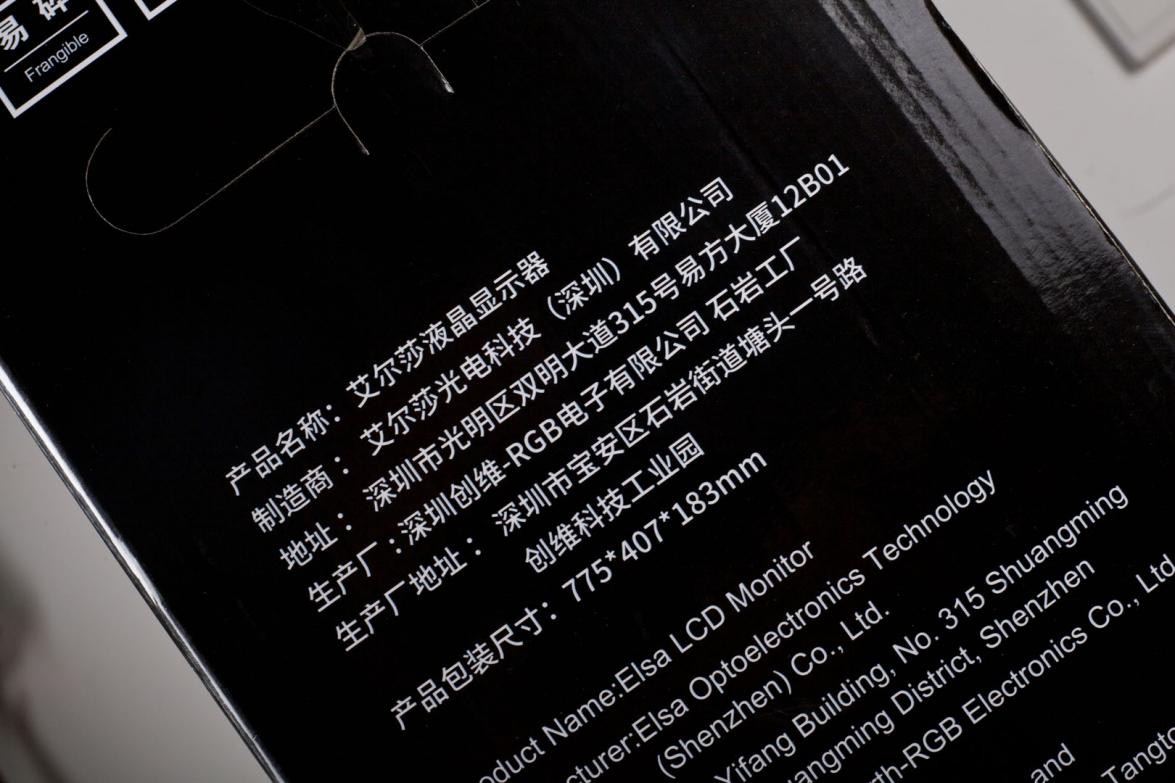 易碎
Frangible
产品名称：艾尔莎液晶显示器
制造商：艾尔莎光电科技（深圳）有限公司
地址：深圳市光明区双明大道315号易方大厦12B01
生产厂:深圳创维-RGB电子有限公司 石岩工厂
生产厂地址：深圳市宝安区石岩街道塘头一号路
创维科技工业园
产品包装尺寸：775*407*183mm
oduct Name:Elsa LCD Monitor
cturer:Elsa Optoelectronics Technology
(Shenzhen) Co., Ltd.
Yifang Building, No. 315 Shuangming
angming District, Shenzhen
th-RGB Electronics Co., Ltd
and